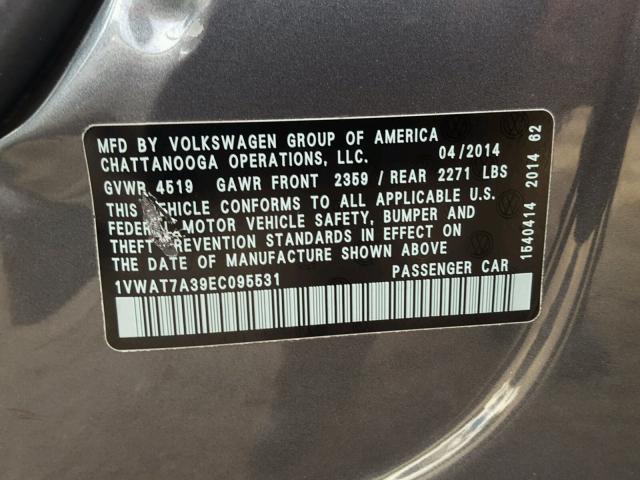 MFD BY VOLKSWAGEN GROUP OF AMERICA
CHATTANOOGA OPERATIONS, LLC. 04/2014
GVWR 4519 GAWR FRONT 2359 / REAR 2271 LBS
THIS VEHICLE CONFORMS TO ALL APPLICABLE U.S.
FEDERAL MOTOR VEHICLE SAFETY, BUMPER AND
THEFT PREVENTION STANDARDS IN EFFECT ON
THE DATE OF MANUFACTURE SHOWN ABOVE
1VWAT7A39EC095531 PASSENGER CAR
1540414 2014 62